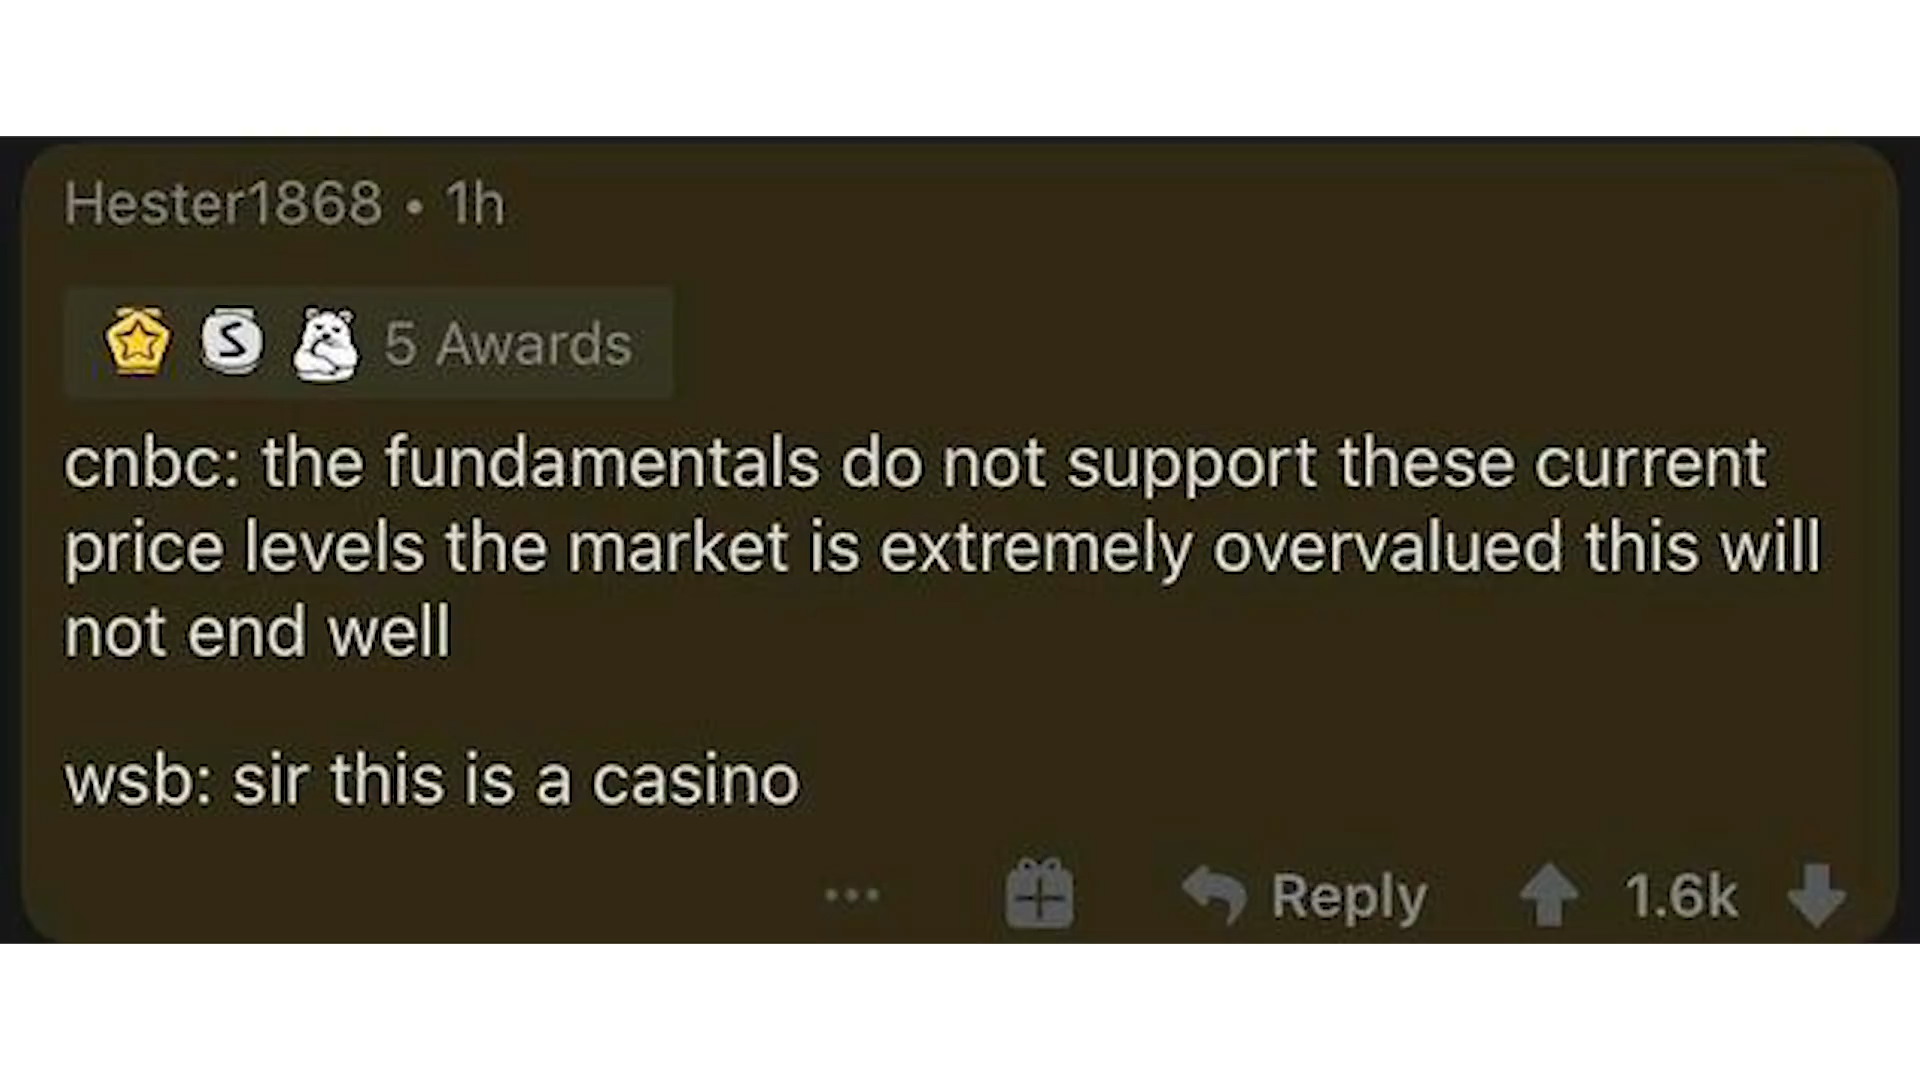 Hester1868 • 1h
S 5 Awards
cnbc: the fundamentals do not support these current
price levels the market is extremely overvalued this will
not end well
wsb: sir this is a casino
... Reply 1.6k